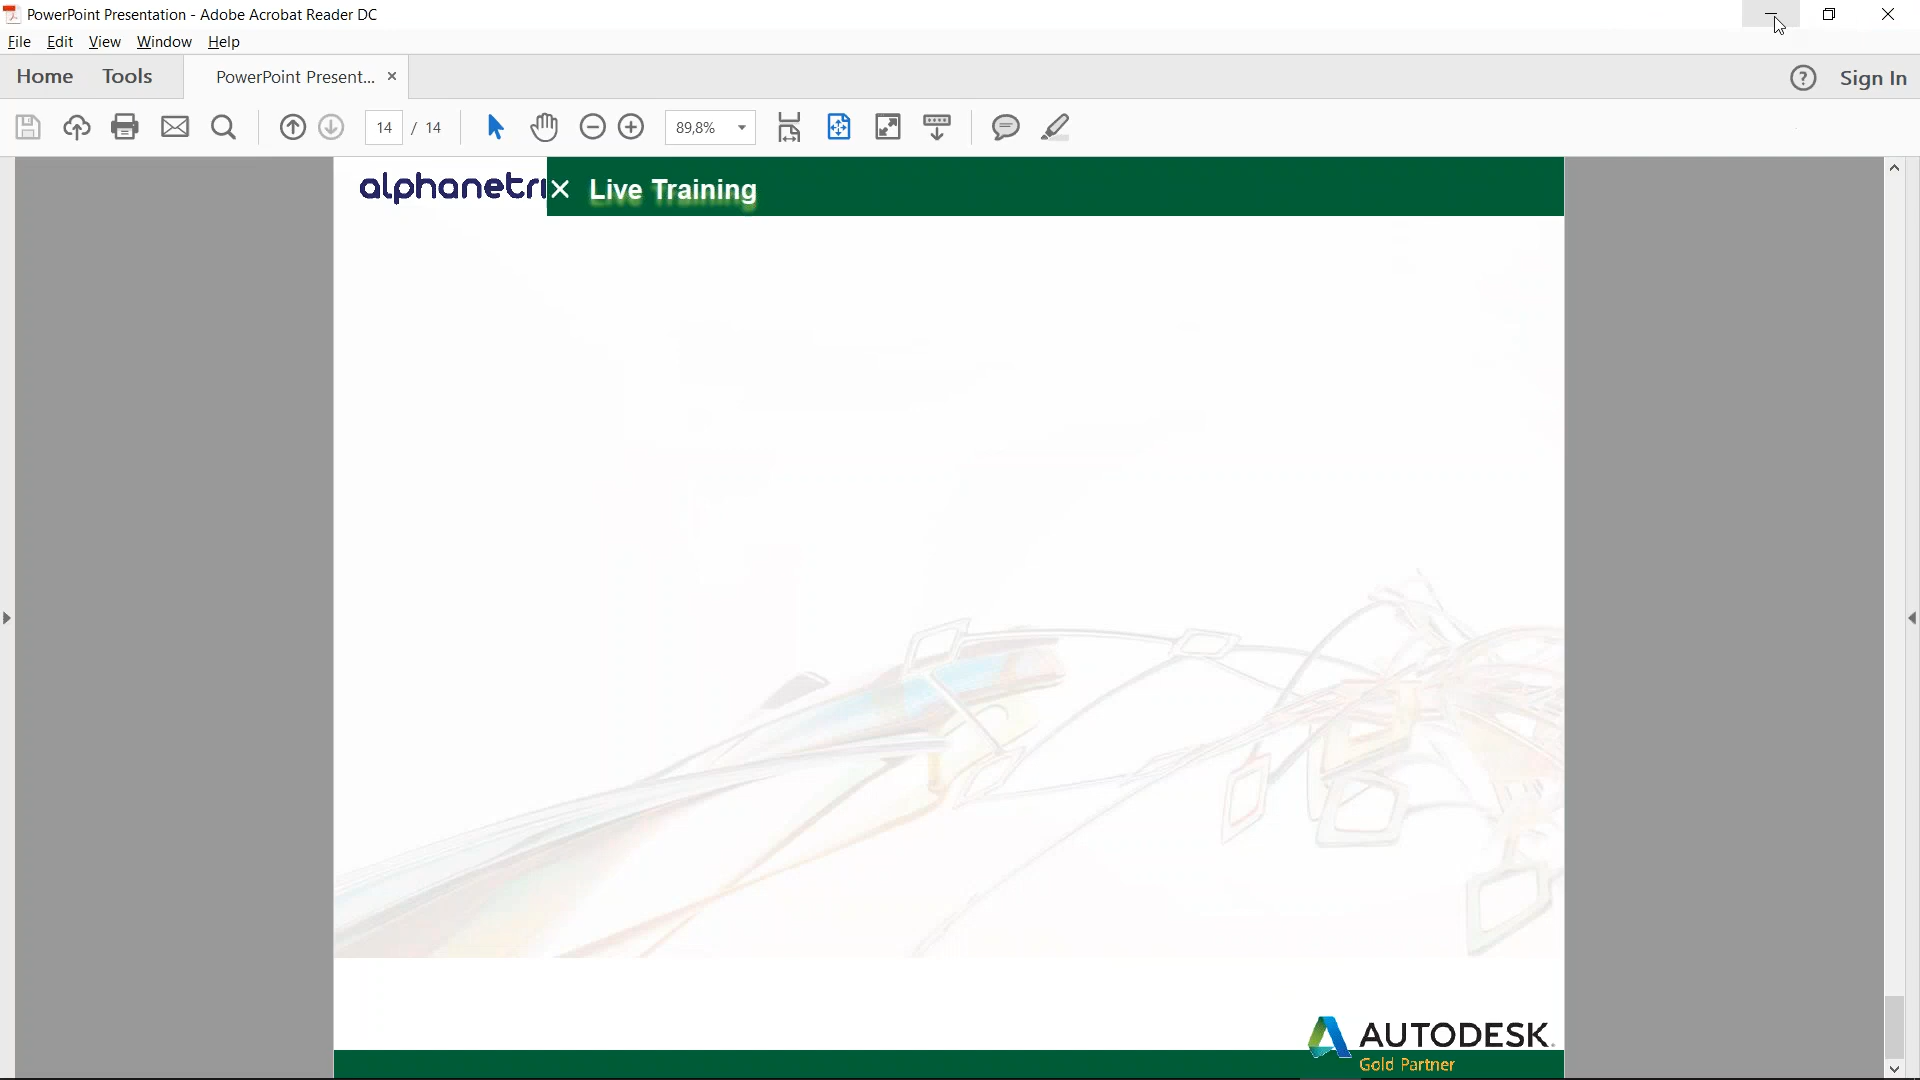 PowerPoint Presentation - Adobe Acrobat Reader DC
File Edit View Window Help
Home Tools PowerPoint Present... Sign In
14 / 14 89,8%
alphanetri Live Training
AUTODESK.
Gold Partner